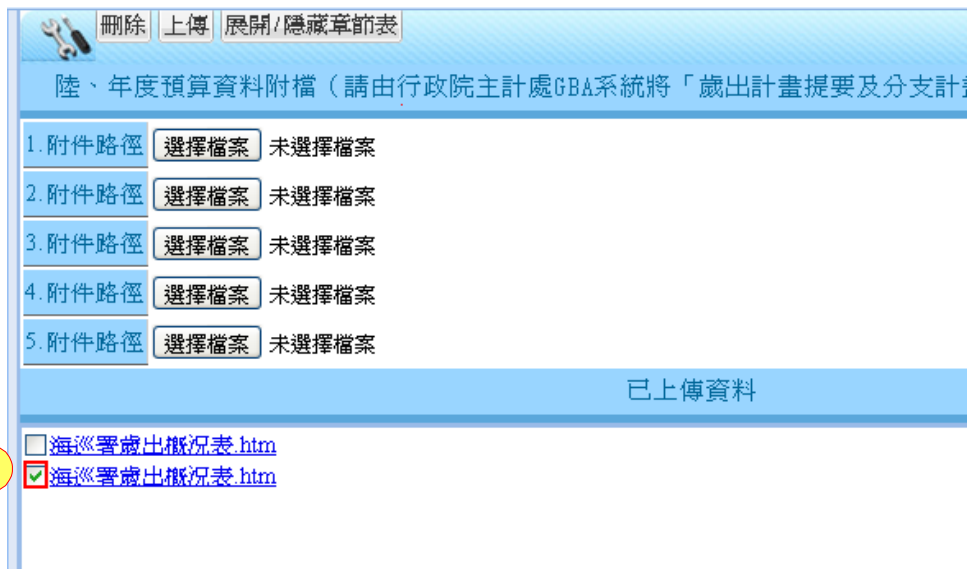 刪除 上傳 展開/隱藏章節表
陸、年度預算資料附檔（請由行政院主計處GBA系統將「歲出計畫提要及分支計
1.附件路徑 選擇檔案 未選擇檔案
2.附件路徑 選擇檔案 未選擇檔案
3.附件路徑 選擇檔案 未選擇檔案
4.附件路徑 選擇檔案 未選擇檔案
5.附件路徑 選擇檔案 未選擇檔案
已上傳資料
海巡署歲出概況表.htm
海巡署歲出概況表.htm